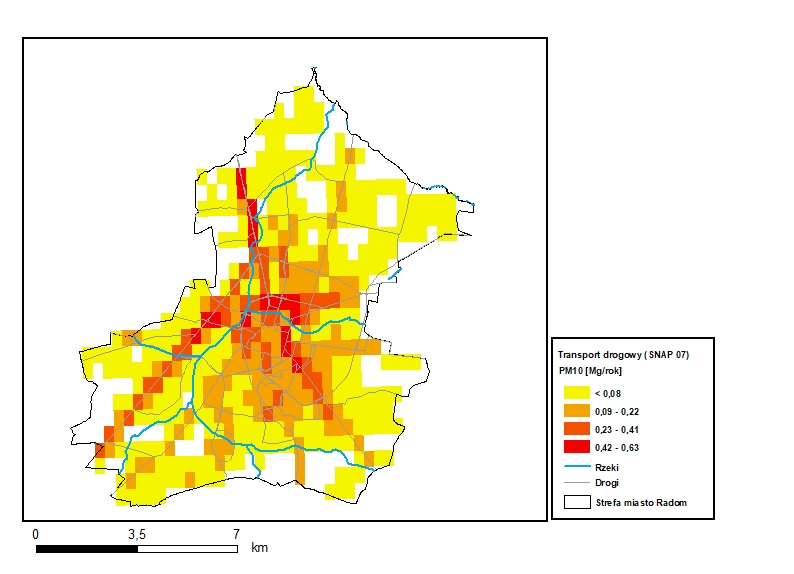 Transport drogowy (SNAP 07)
PM10 [Mg/rok]
< 0,08
0,09 - 0,22
0,23 - 0,41
0,42 - 0,63
Rzeki
Drogi
Strefa miasto Radom
0 3,5 7
km